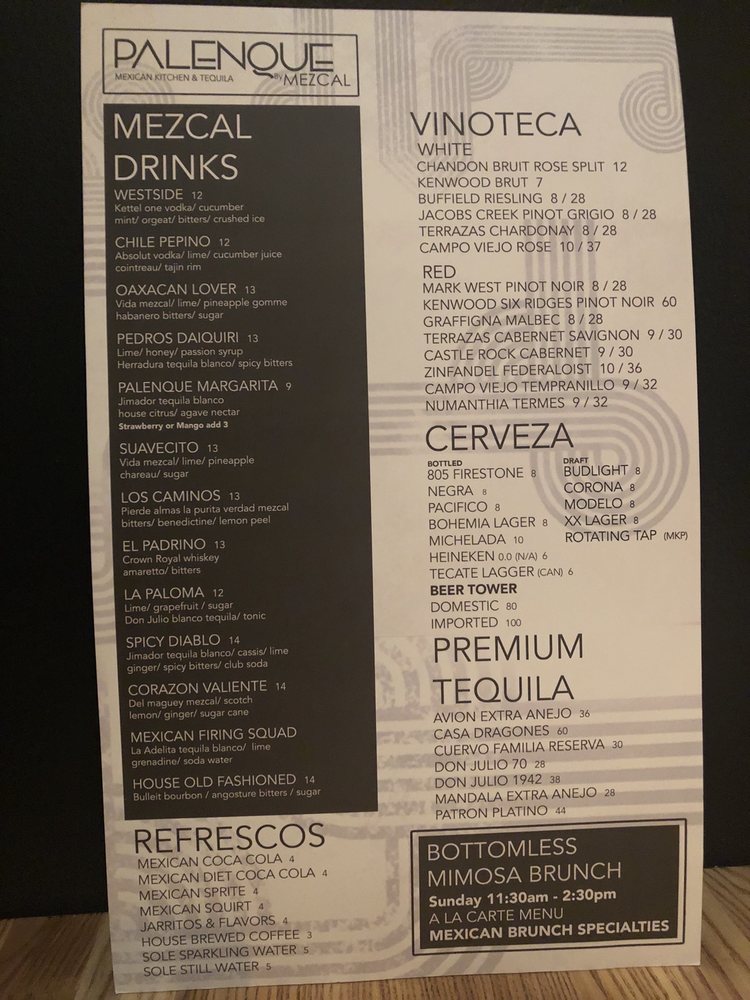 PALENQUE
MEXICAN KITCHEN & TEQUILA By MEZCAL
MEZCAL
DRINKS
WESTSIDE 12
Kettel one vodka/ cucumber
mint/ orgeat/ bitters/ crushed ice
CHILE PEPINO 12
Absolut vodka/ lime/ cucumber juice
cointreau/ tajin rim
OAXACAN LOVER 13
Vida mezcal/ lime/ pineapple gomme
habanero bitters/ sugar
PEDROS DAIQUIRI 13
Lime/ honey/ passion syrup
Herradura tequila blanco/ spicy bitters
PALENQUE MARGARITA 9
Jimador tequila blanco
house citrus/ agave nectar
Strawberry or Mango add 3
SUAVECITO 13
Vida mezcal/ lime/ pineapple
chareau/ sugar
LOS CAMINOS 13
Pierde almas la purita verdad mezcal
bitters/ benedictine/ lemon peel
EL PADRINO 13
Crown Royal whiskey
amaretto/ bitters
LA PALOMA 12
Lime/ grapefruit / sugar
Don Julio blanco tequila/ tonic
SPICY DIABLO 14
Jimador tequila blanco/ cassis/ lime
ginger/ spicy bitters/ club soda
CORAZON VALIENTE 14
Del maguey mezcal/ scotch
lemon/ ginger/ sugar cane
MEXICAN FIRING SQUAD
La Adelita tequila blanco/ lime
grenadine/ soda water
HOUSE OLD FASHIONED 14
Bulleit bourbon / angosture bitters / sugar
REFRESCOS
MEXICAN COCA COLA 4
MEXICAN DIET COCA COLA 4
MEXICAN SPRITE 4
MEXICAN SQUIRT 4
JARRITOS & FLAVORS 4
HOUSE BREWED COFFEE 3
SOLE SPARKLING WATER 5
SOLE STILL WATER 5
VINOTECA
WHITE
CHANDON BRUIT ROSE SPLIT 12
KENWOOD BRUT 7
BUFFIELD RIESLING 8 / 28
JACOBS CREEK PINOT GRIGIO 8 / 28
TERRAZAS CHARDONAY 8 / 28
CAMPO VIEJO ROSE 10 / 37
RED
MARK WEST PINOT NOIR 8 / 28
KENWOOD SIX RIDGES PINOT NOIR 60
GRAFFIGNA MALBEC 8 / 28
TERRAZAS CABERNET SAVIGNON 9 / 30
CASTLE ROCK CABERNET 9 / 30
ZINFANDEL FEDERALOIST 10 / 36
CAMPO VIEJO TEMPRANILLO 9 / 32
NUMANTHIA TERMES 9 / 32
CERVEZA
BOTTLED
805 FIRESTONE 8
NEGRA 8
PACIFICO 8
BOHEMIA LAGER 8
MICHELADA 10
HEINEKEN 0.0 (N/A) 6
TECATE LAGGER (CAN) 6
BEER TOWER
DOMESTIC 80
IMPORTED 100
DRAFT
BUDLIGHT 8
CORONA 8
MODELO 8
XX LAGER 8
ROTATING TAP (MKP)
PREMIUM
TEQUILA
AVION EXTRA ANEJO 36
CASA DRAGONES 60
CUERVO FAMILIA RESERVA 30
DON JULIO 70 28
DON JULIO 1942 38
MANDALA EXTRA ANEJO 28
PATRON PLATINO 44
BOTTOMLESS
MIMOSA BRUNCH
Sunday 11:30am - 2:30pm
A LA CARTE MENU
MEXICAN BRUNCH SPECIALTIES